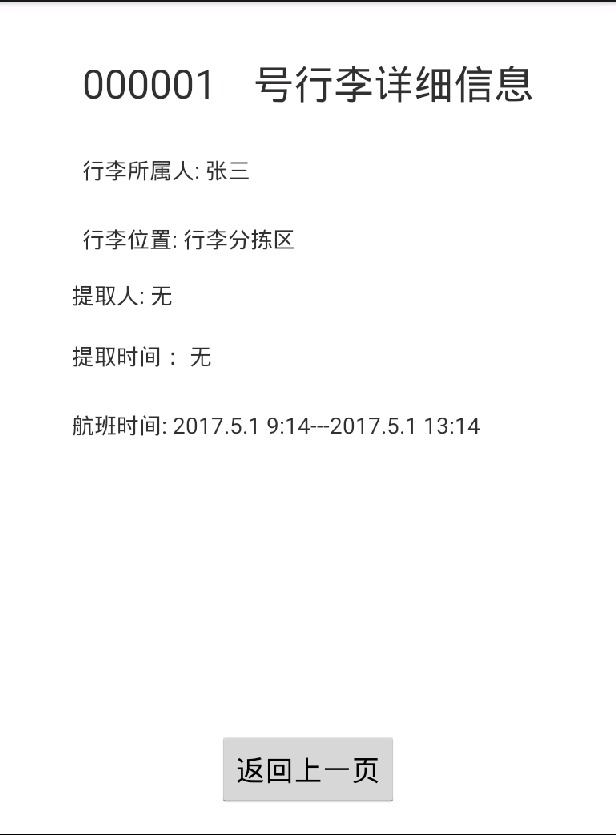 000001 号行李详细信息
行李所属人: 张三
行李位置: 行李分拣区
提取人: 无
提取时间 ： 无
航班时间: 2017.5.1 9:14---2017.5.1 13:14
返回上一页